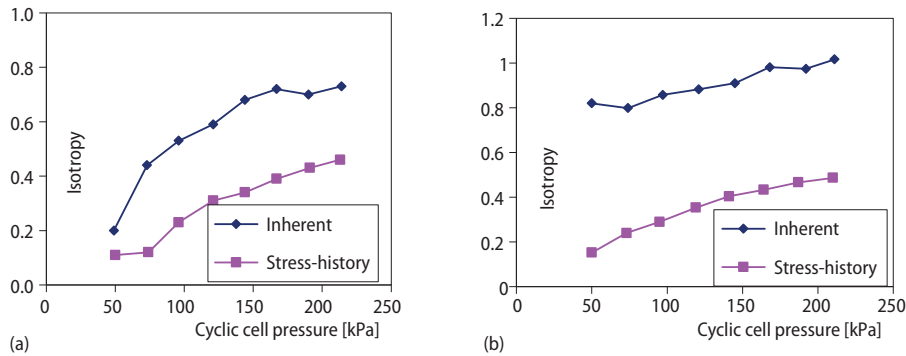 1.0
0.8
0.6
0.4
0.2
0.0
Isotropy
0 50 100 150 200 250
Cyclic cell pressure [kPa]
Inherent
Stress-history
(a)
1.2
1
0.8
0.6
0.4
0.2
0
Isotropy
0 50 100 150 200 250
Cyclic cell pressure [kPa]
Inherent
Stress-history
(b)